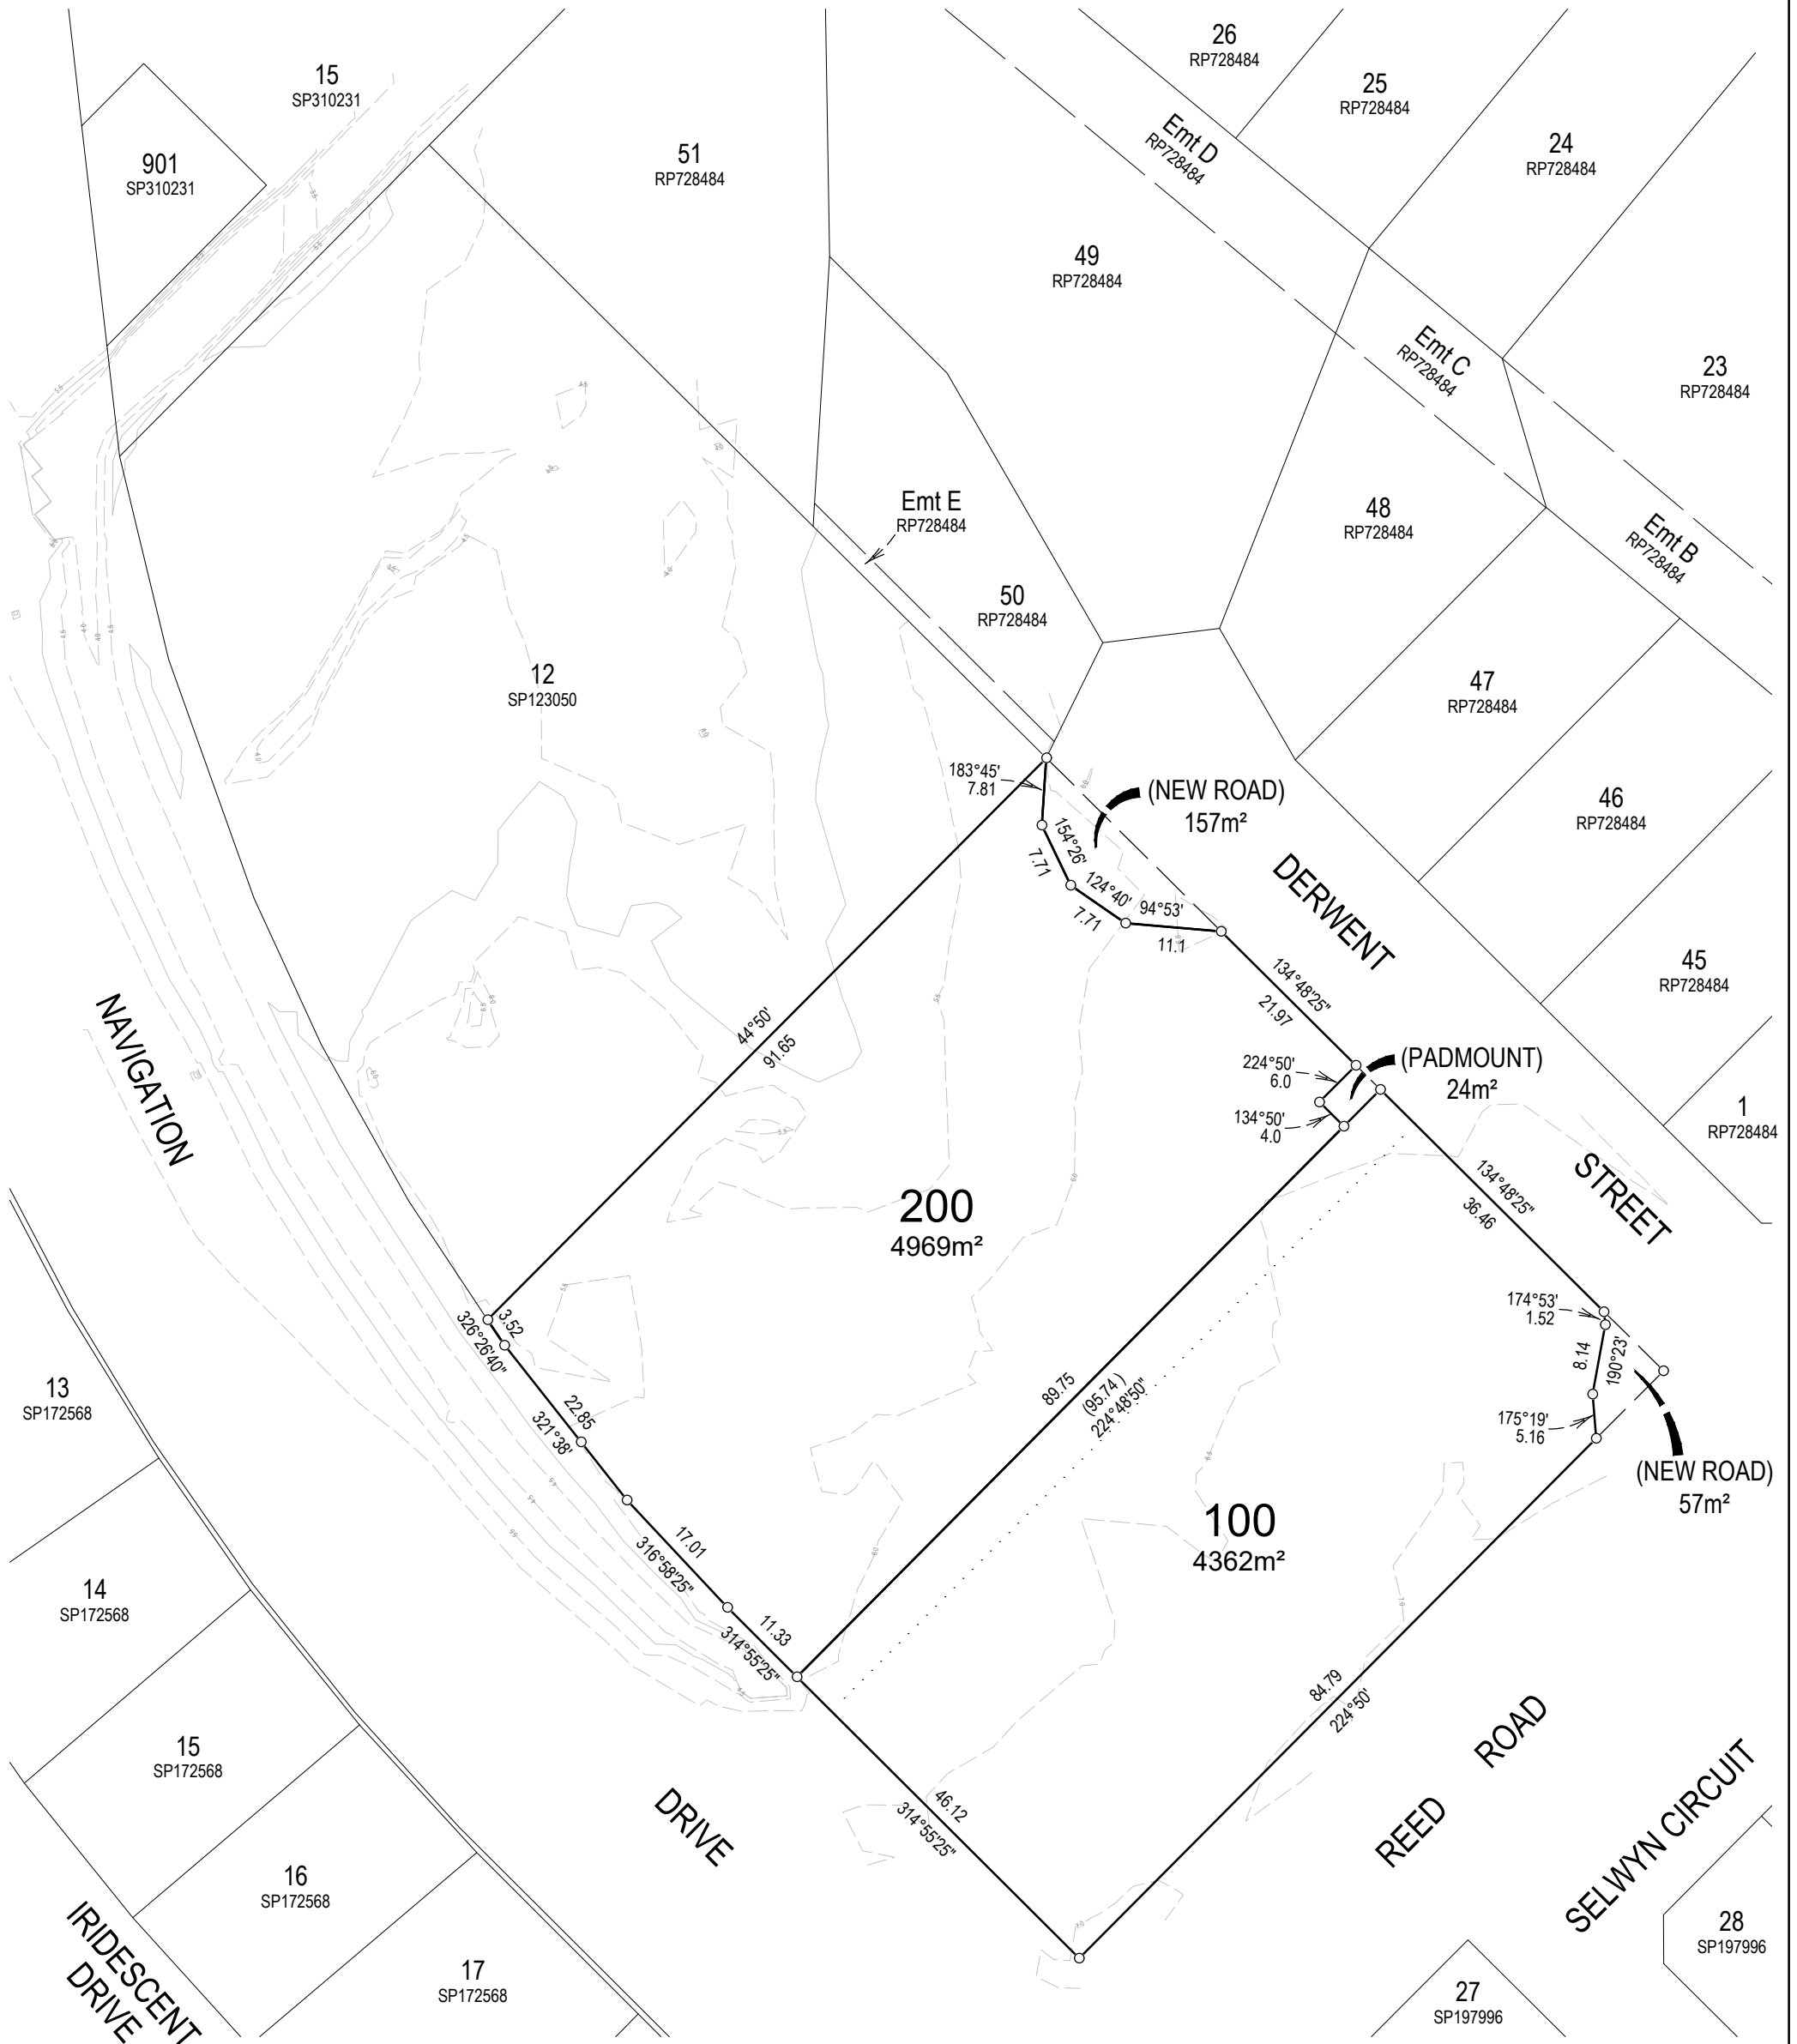 26
RP728484
25
RP728484
24
RP728484
23
RP728484
15
SP310231
901
SP310231
51
RP728484
49
RP728484
Emt D
RP728484
Emt C
RP728484
Emt B
RP728484
Emt E
RP728484
50
RP728484
48
RP728484
47
RP728484
46
RP728484
45
RP728484
1
RP728484
12
SP123050
183°45'
7.81
(NEW ROAD)
157m²
154°26'
7.71
124°40'
7.71
94°53'
11.1
DERWENT
134°48'25"
21.97
224°50'
6.0
(PADMOUNT)
24m²
134°50'
4.0
STREET
134°48'25"
36.46
174°53'
1.52
8.14
190°23'
175°19'
5.16
(NEW ROAD)
57m²
NAVIGATION
44°50'
91.65
200
4969m²
3.52
326°26'40"
22.85
321°38'
17.01
316°58'25"
11.33
314°55'25"
89.75
(95.74 )
224°48'50"
100
4362m²
84.79
224°50'
46.12
314°55'25"
13
SP172568
14
SP172568
15
SP172568
16
SP172568
17
SP172568
DRIVE
REED ROAD
SELWYN CIRCUIT
28
SP197996
27
SP197996
IRIDESCENT
DRIVE